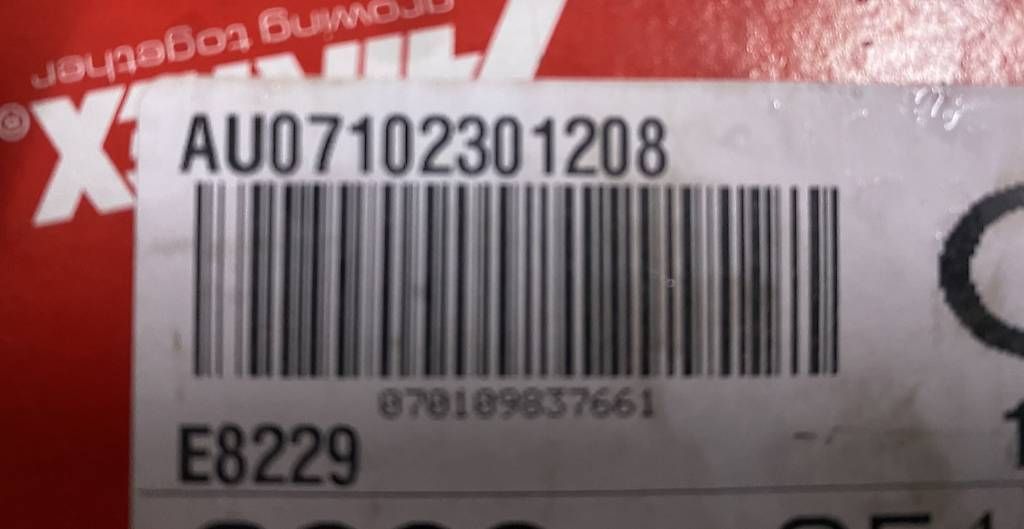 growing together
AU07102301208
070109837661
E8229